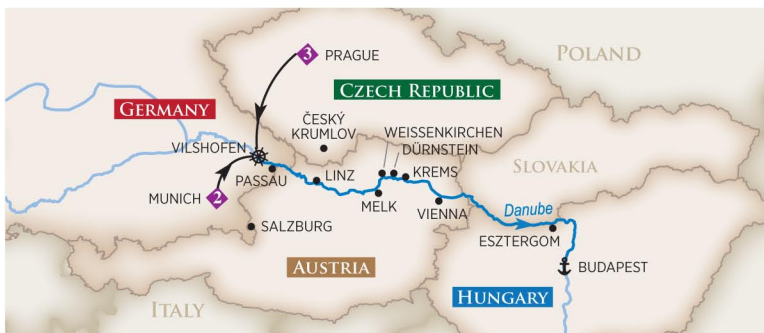 POLAND
3
PRAGUE
CZECH REPUBLIC
GERMANY
ČESKÝ
KRUMLOV
WEISSENKIRCHEN
DÜRNSTEIN
VILSHOFEN
SLOVAKIA
PASSAU
LINZ
KREMS
MUNICH
2
MELK
VIENNA
Danube
SALZBURG
ESZTERGOM
AUSTRIA
BUDAPEST
HUNGARY
ITALY